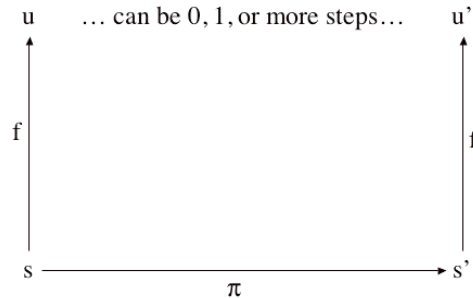 u … can be 0, 1, or more steps… u'
f f
s s'
π